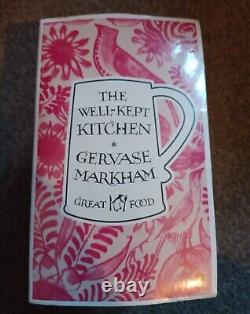 THE
WELL-KEPT
KITCHEN
GERVASE
MARKHAM
GREAT FOOD